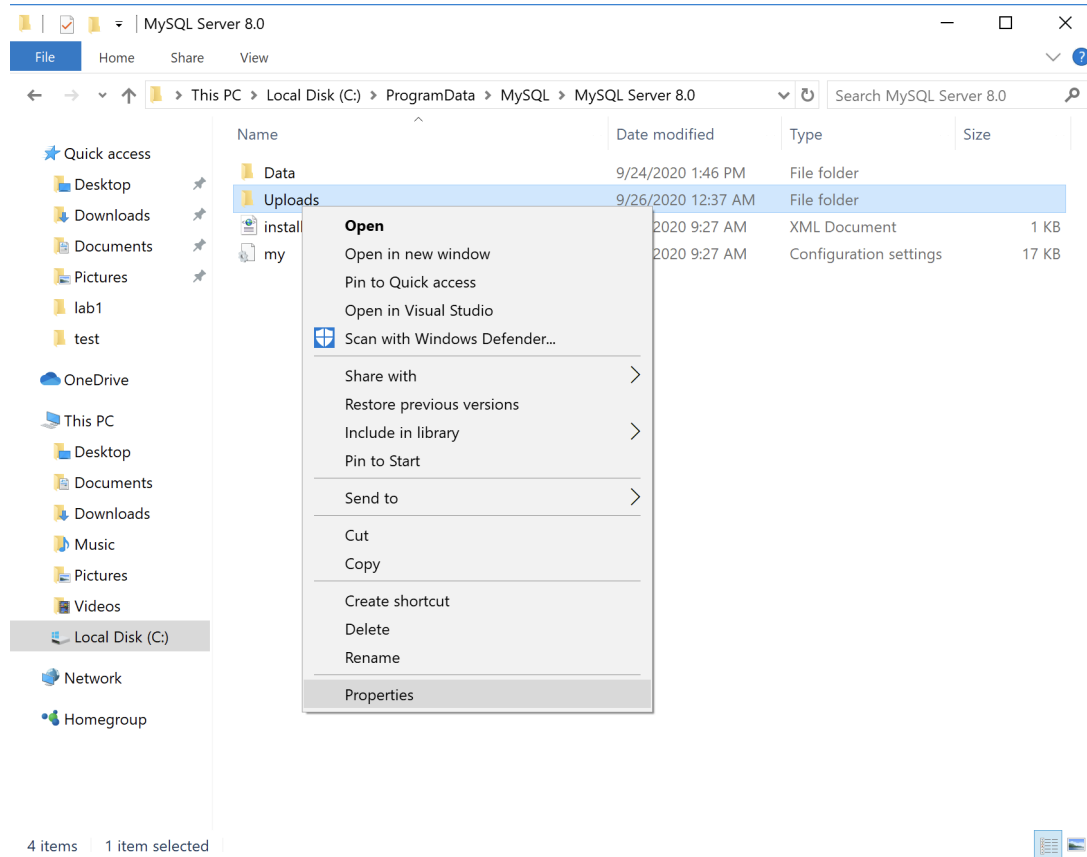 MySQL Server 8.0
File Home Share View ?
This PC Local Disk (C:) ProgramData MySQL MySQL Server 8.0 Search MySQL Server 8.0
Name Date modified Type Size
Quick access
Desktop
Downloads
Documents
Pictures
lab1
test
OneDrive
This PC
Desktop
Documents
Downloads
Music
Pictures
Videos
Local Disk (C:)
Network
Homegroup
Data 9/24/2020 1:46 PM File folder
Uploads 9/26/2020 12:37 AM File folder
install 2020 9:27 AM XML Document 1 KB
my 2020 9:27 AM Configuration settings 17 KB
Open
Open in new window
Pin to Quick access
Open in Visual Studio
Scan with Windows Defender...
Share with
Restore previous versions
Include in library
Pin to Start
Send to
Cut
Copy
Create shortcut
Delete
Rename
Properties
4 items 1 item selected